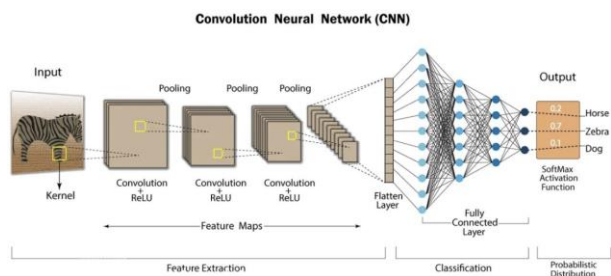 Convolution Neural Network (CNN)
Input
Kernel
Pooling
Pooling
Pooling
Convolution
+
ReLU
Convolution
+
ReLU
Convolution
+
ReLU
Feature Maps
Flatten
Layer
Fully
Connected
Layer
Output
0.2
0.7
0.1
Horse
Zebra
Dog
SoftMax
Activation
Function
Feature Extraction
Classification
Probabilistic
Distribution